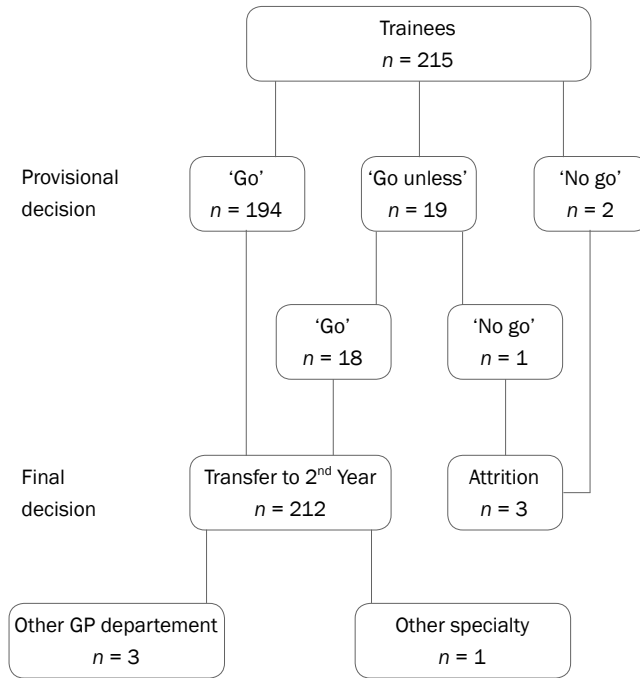 Trainees
n = 215
Provisional
decision
‘Go’
n = 194
‘Go unless’
n = 19
‘No go’
n = 2
‘Go’
n = 18
‘No go’
n = 1
Final
decision
Transfer to 2nd Year
n = 212
Attrition
n = 3
Other GP departement
n = 3
Other specialty
n = 1